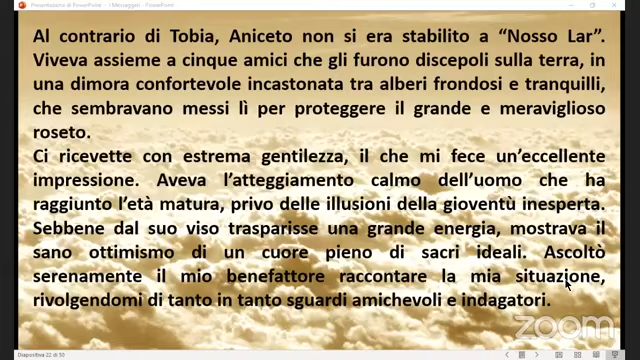 Presentazione di PowerPoint - I Messaggeri - PowerPoint
Al contrario di Tobia, Aniceto non si era stabilito a “Nosso Lar”.
Viveva assieme a cinque amici che gli furono discepoli sulla terra, in
una dimora confortevole incastonata tra alberi frondosi e tranquilli,
che sembravano messi lì per proteggere il grande e meraviglioso
roseto.
Ci ricevette con estrema gentilezza, il che mi fece un’eccellente
impressione. Aveva l’atteggiamento calmo dell’uomo che ha
raggiunto l’età matura, privo delle illusioni della gioventù inesperta.
Sebbene dal suo viso trasparisse una grande energia, mostrava il
sano ottimismo di un cuore pieno di sacri ideali. Ascoltò
serenamente il mio benefattore raccontare la mia situazione,
rivolgendomi di tanto in tanto sguardi amichevoli e indagatori.
zoom
Diapositiva 22 di 50